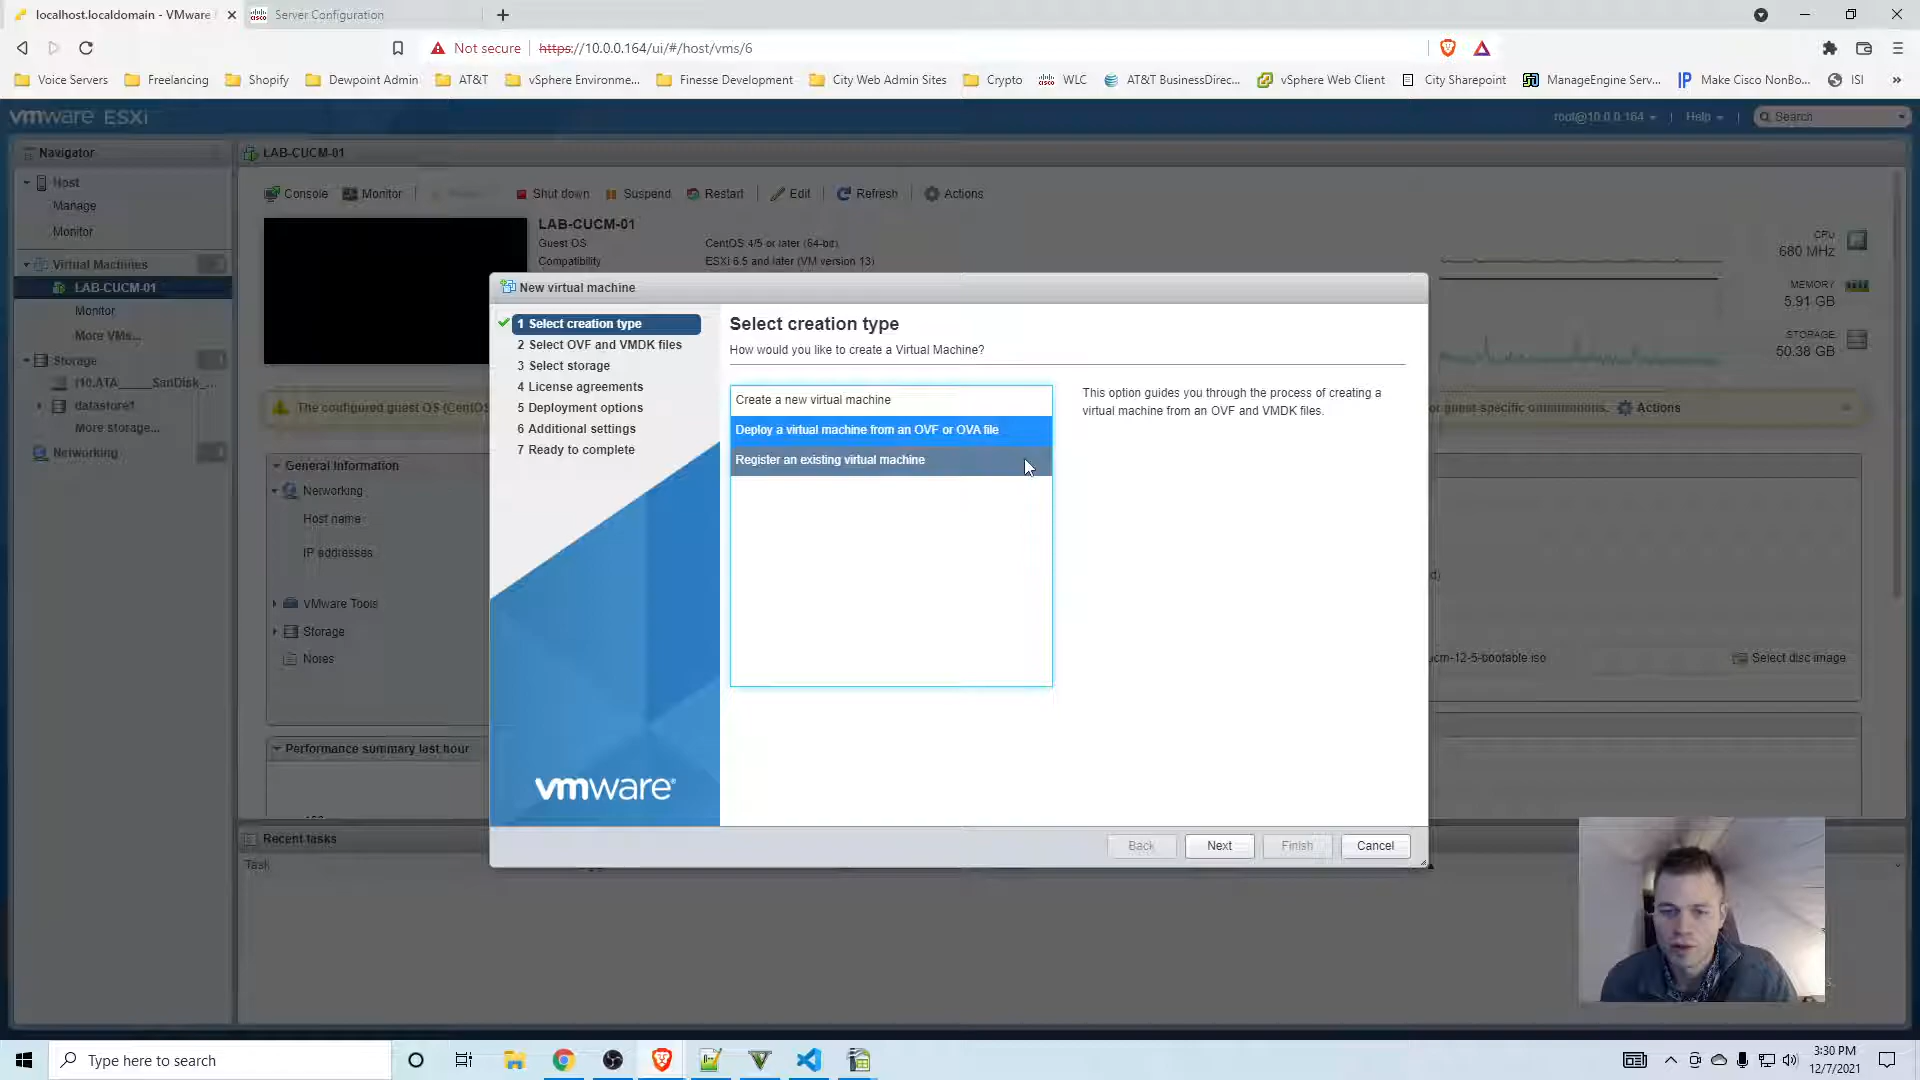 localhost.localdomain - VMware
Server Configuration
Not secure
https://10.0.0.164/ui/#/host/vms/6
Voice Servers
Freelancing
Shopify
Dewpoint Admin
AT&T
vSphere Environme...
Finesse Development
City Web Admin Sites
Crypto
WLC
AT&T BusinessDirec...
vSphere Web Client
City Sharepoint
ManageEngine Serv...
Make Cisco NonBo...
ISI
»
vmware ESXi
root@10.0.0.164
Help
Search
Navigator
LAB-CUCM-01
Host
Manage
Monitor
Virtual Machines
LAB-CUCM-01
Monitor
More VMs...
Storage
t10.ATA_____SanDisk_...
datastore1
More storage...
Networking
Console
Monitor
Shut down
Suspend
Restart
Edit
Refresh
Actions
LAB-CUCM-01
Guest OS
CentOS 4/5 or later (64-bit)
Compatibility
ESXi 6.5 and later (VM version 13)
CPU
680 MHz
MEMORY
5.91 GB
STORAGE
50.38 GB
The configured guest OS (CentOS
Actions
General Information
Networking
Host name
IP addresses
VMware Tools
Storage
Notes
ucm-12-5-bootable.iso
Select disc image
Performance summary last hour
Recent tasks
Task
New virtual machine
1 Select creation type
2 Select OVF and VMDK files
3 Select storage
4 License agreements
5 Deployment options
6 Additional settings
7 Ready to complete
vmware
Select creation type
How would you like to create a Virtual Machine?
Create a new virtual machine
Deploy a virtual machine from an OVF or OVA file
Register an existing virtual machine
This option guides you through the process of creating a
virtual machine from an OVF and VMDK files.
Back
Next
Finish
Cancel
Type here to search
3:30 PM
12/7/2021